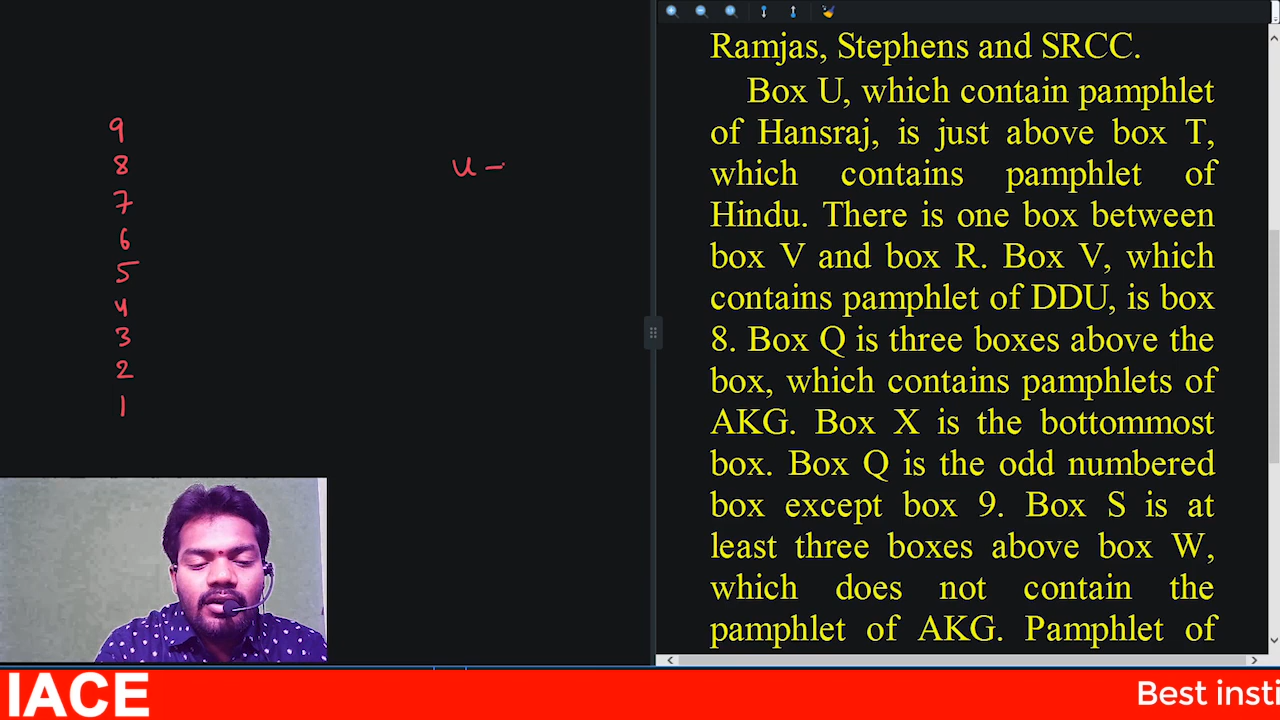 Ramjas, Stephens and SRCC.
Box U, which contain pamphlet
of Hansraj, is just above box T,
which contains pamphlet of
Hindu. There is one box between
box V and box R. Box V, which
contains pamphlet of DDU, is box
8. Box Q is three boxes above the
box, which contains pamphlets of
AKG. Box X is the bottommost
box. Box Q is the odd numbered
box except box 9. Box S is at
least three boxes above box W,
which does not contain the
pamphlet of AKG. Pamphlet of
9
8
7
6
5
4
3
2
1
U -
IACE
Best insti